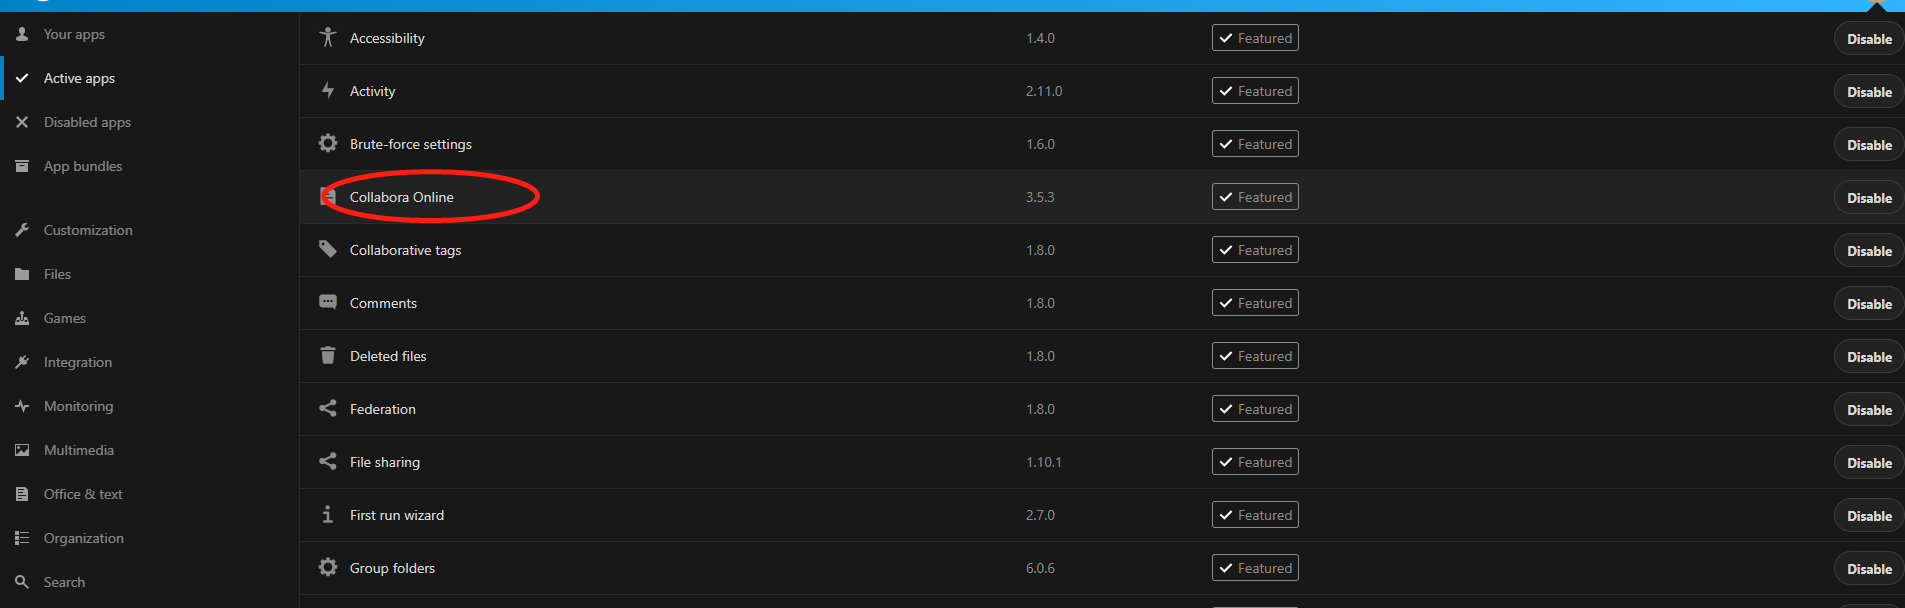 Your apps
Active apps
Disabled apps
App bundles
Customization
Files
Games
Integration
Monitoring
Multimedia
Office & text
Organization
Search
Accessibility 1.4.0 Featured Disable
Activity 2.11.0 Featured Disable
Brute-force settings 1.6.0 Featured Disable
Collabora Online 3.5.3 Featured Disable
Collaborative tags 1.8.0 Featured Disable
Comments 1.8.0 Featured Disable
Deleted files 1.8.0 Featured Disable
Federation 1.8.0 Featured Disable
File sharing 1.10.1 Featured Disable
First run wizard 2.7.0 Featured Disable
Group folders 6.0.6 Featured Disable